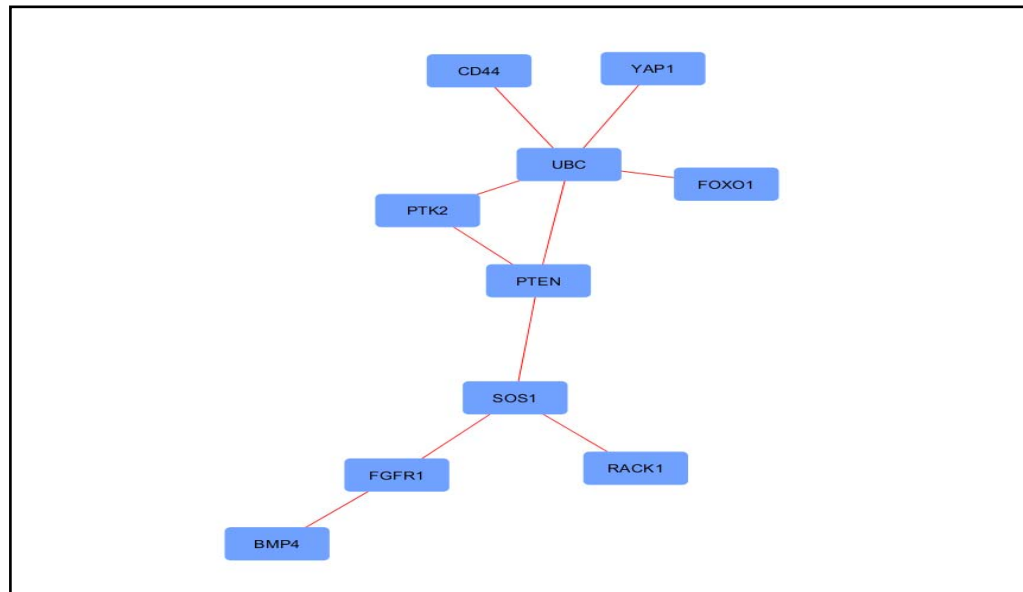 CD44
YAP1
UBC
FOXO1
PTK2
PTEN
SOS1
FGFR1
RACK1
BMP4